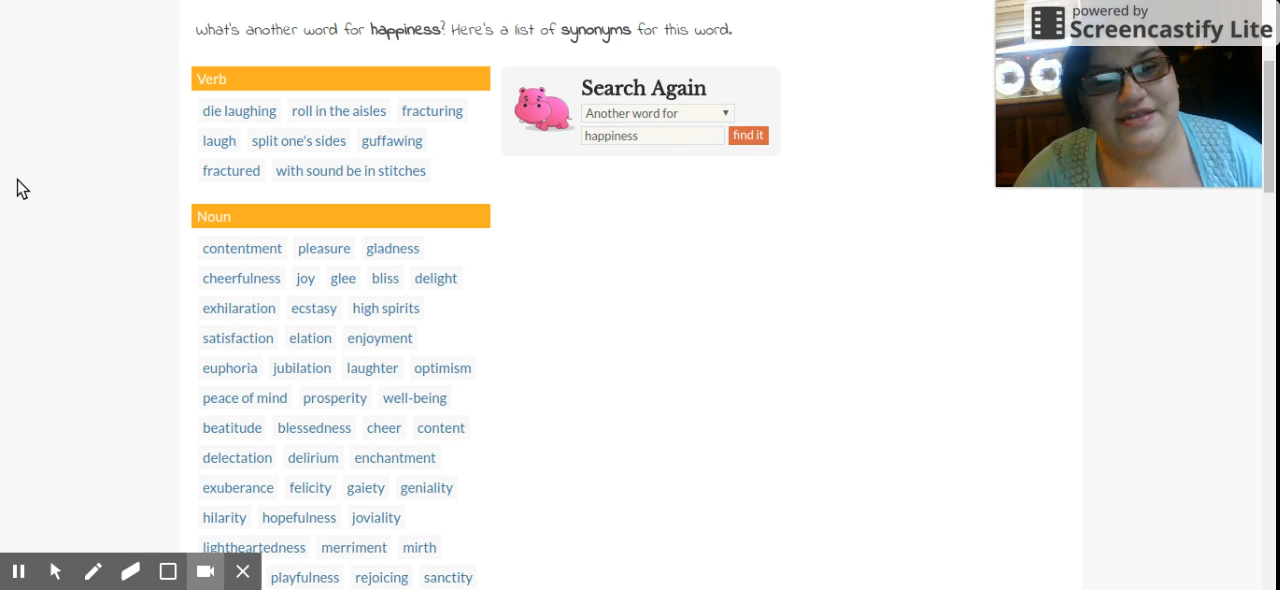 What's another word for happiness? Here's a list of synonyms for this word.
powered by
Screencastify Lite
Verb
die laughing roll in the aisles fracturing
laugh split one's sides guffawing
fractured with sound be in stitches
Search Again
Another word for
happiness find it
Noun
contentment pleasure gladness
cheerfulness joy glee bliss delight
exhilaration ecstasy high spirits
satisfaction elation enjoyment
euphoria jubilation laughter optimism
peace of mind prosperity well-being
beatitude blessedness cheer content
delectation delirium enchantment
exuberance felicity gaiety geniality
hilarity hopefulness joviality
lightheartedness merriment mirth
playfulness rejoicing sanctity